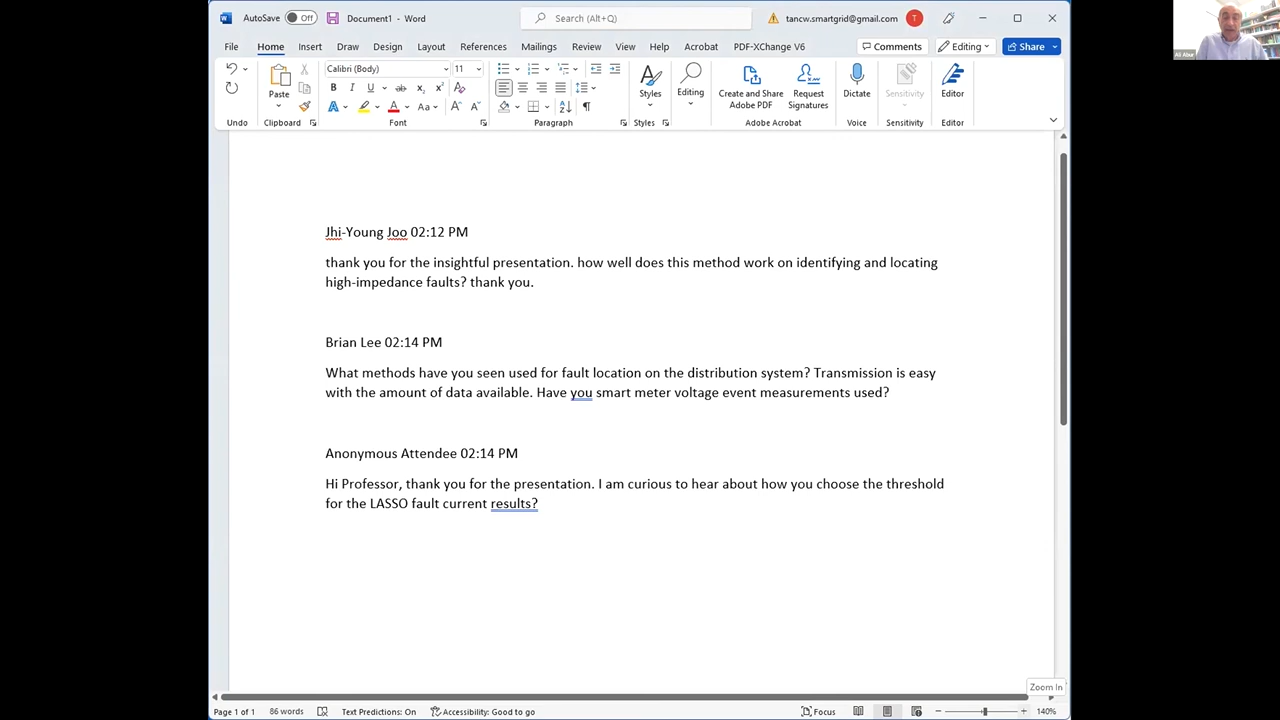 AutoSave Off Document1 - Word Search (Alt+Q) tancw.smartgrid@gmail.com T
File Home Insert Draw Design Layout References Mailings Review View Help Acrobat PDF-XChange V6 Comments Editing Share
Calibri (Body) 11
Paste Styles Editing Create and Share Adobe PDF Request Signatures Dictate Sensitivity Editor
Undo Clipboard Font Paragraph Styles Adobe Acrobat Voice Sensitivity Editor
Ali Abur
Jhi-Young Joo 02:12 PM
thank you for the insightful presentation. how well does this method work on identifying and locating
high-impedance faults? thank you.
Brian Lee 02:14 PM
What methods have you seen used for fault location on the distribution system? Transmission is easy
with the amount of data available. Have you smart meter voltage event measurements used?
Anonymous Attendee 02:14 PM
Hi Professor, thank you for the presentation. I am curious to hear about how you choose the threshold
for the LASSO fault current results?
Zoom In
Page 1 of 1 86 words Text Predictions: On Accessibility: Good to go Focus 140%